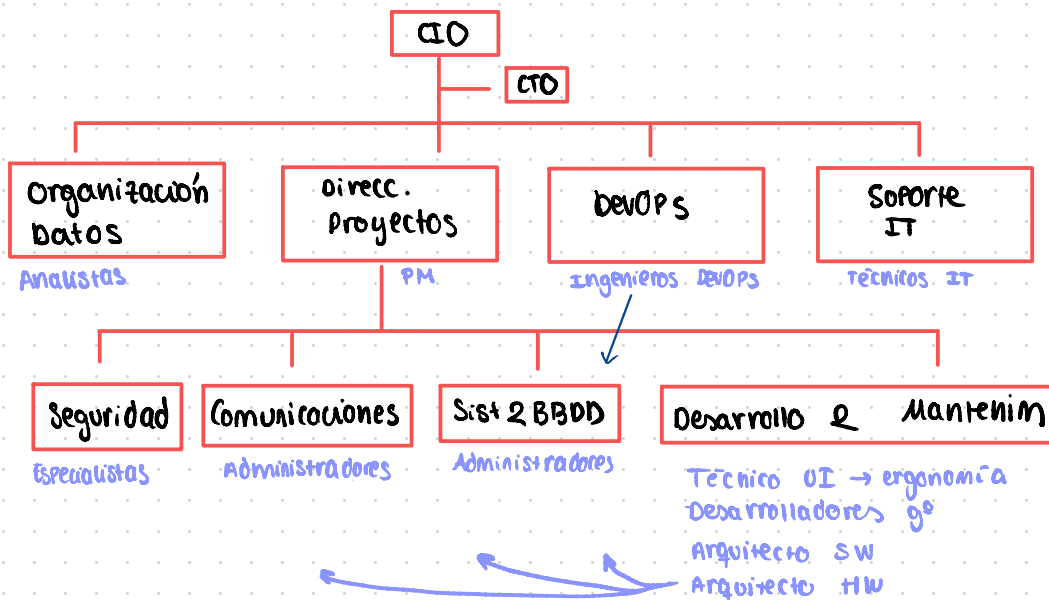 CIO
CTO
Organización
Datos
Analistas
Direcc.
Proyectos
PM
DevOPs
Ingenieros DevOPs
Soporte
IT
Técnicos IT
Seguridad
Especialistas
Comunicaciones
Administradores
Sist & BBDD
Administradores
Desarrollo & Mantenim
Técnico UI → ergonomía
Desarrolladores gº
Arquitecto SW
Arquitecto HW